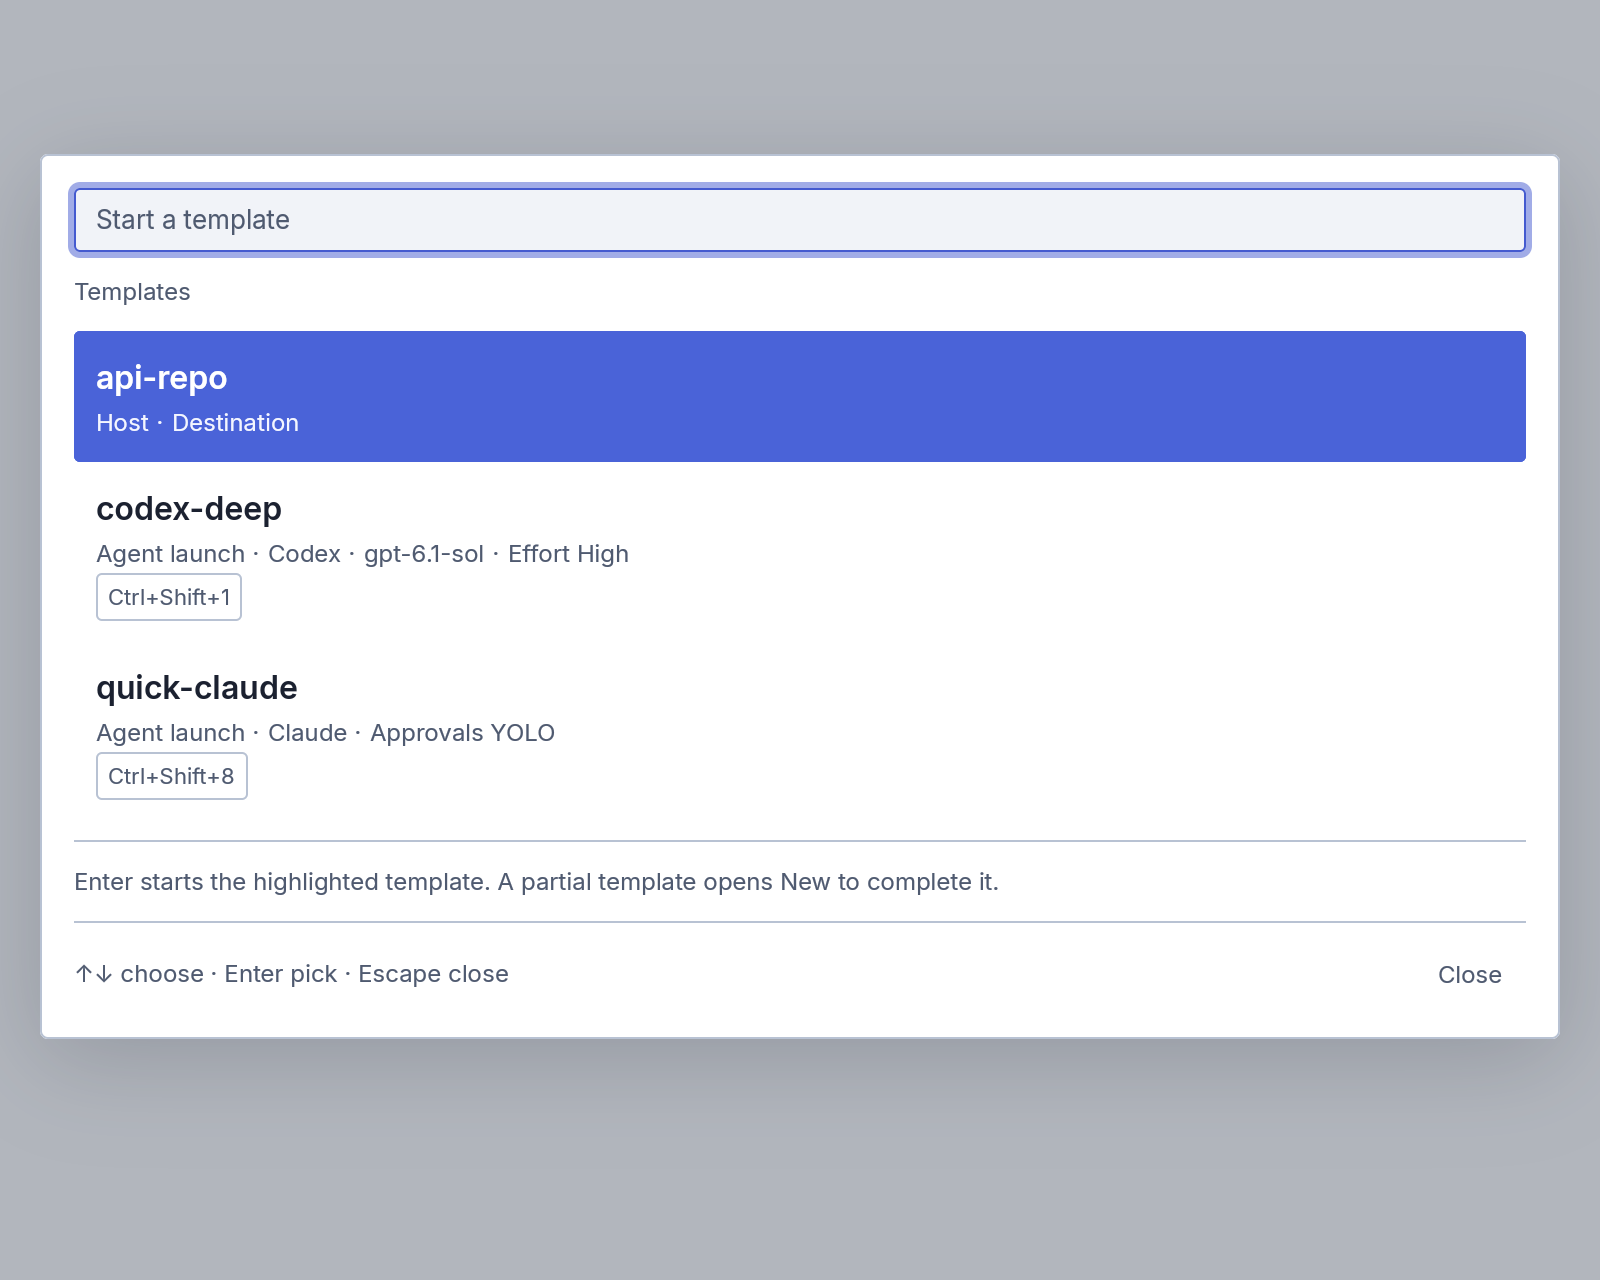 Start a template
Templates
api-repo
Host · Destination
codex-deep
Agent launch · Codex · gpt-6.1-sol · Effort High
Ctrl+Shift+1
quick-claude
Agent launch · Claude · Approvals YOLO
Ctrl+Shift+8
Enter starts the highlighted template. A partial template opens New to complete it.
↑↓ choose · Enter pick · Escape close
Close